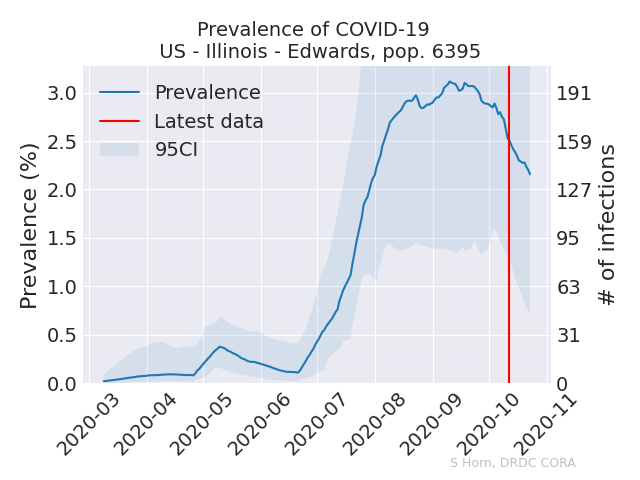 Prevalence of COVID-19
US - Illinois - Edwards, pop. 6395
Prevalence
Latest data
95CI
Prevalence (%)
3.0
2.5
2.0
1.5
1.0
0.5
0.0
191
159
127
95
63
31
0
# of infections
2020-03
2020-04
2020-05
2020-06
2020-07
2020-08
2020-09
2020-10
2020-11
S Horn, DRDC CORA